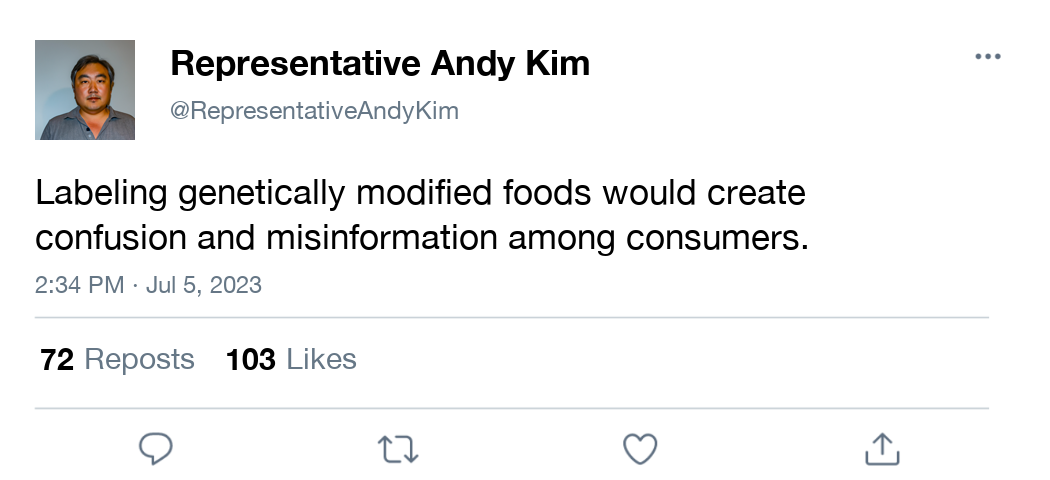 Representative Andy Kim
@RepresentativeAndyKim
Labeling genetically modified foods would create
confusion and misinformation among consumers.
2:34 PM · Jul 5, 2023
72 Reposts 103 Likes